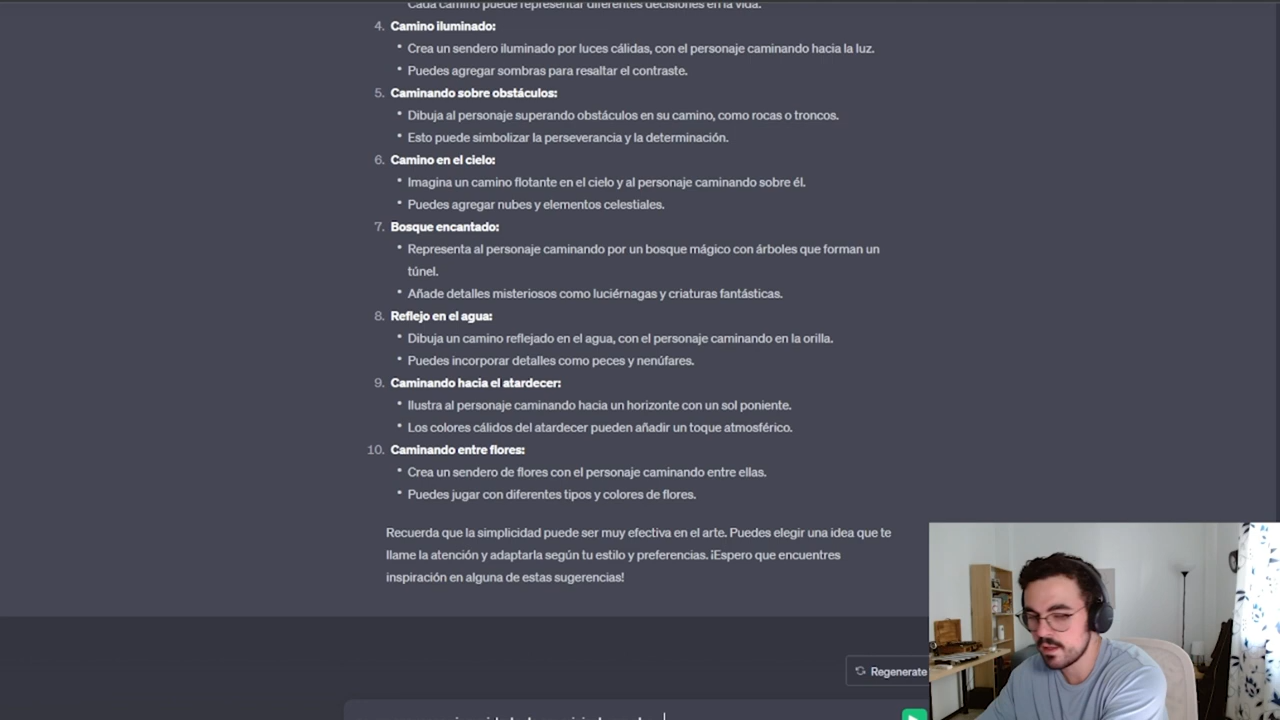 Cada camino puede representar diferentes decisiones en la vida.
4. Camino iluminado:
• Crea un sendero iluminado por luces cálidas, con el personaje caminando hacia la luz.
• Puedes agregar sombras para resaltar el contraste.
5. Caminando sobre obstáculos:
• Dibuja al personaje superando obstáculos en su camino, como rocas o troncos.
• Esto puede simbolizar la perseverancia y la determinación.
6. Camino en el cielo:
• Imagina un camino flotante en el cielo y al personaje caminando sobre él.
• Puedes agregar nubes y elementos celestiales.
7. Bosque encantado:
• Representa al personaje caminando por un bosque mágico con árboles que forman un
túnel.
• Añade detalles misteriosos como luciérnagas y criaturas fantásticas.
8. Reflejo en el agua:
• Dibuja un camino reflejado en el agua, con el personaje caminando en la orilla.
• Puedes incorporar detalles como peces y nenúfares.
9. Caminando hacia el atardecer:
• Ilustra al personaje caminando hacia un horizonte con un sol poniente.
• Los colores cálidos del atardecer pueden añadir un toque atmosférico.
10. Caminando entre flores:
• Crea un sendero de flores con el personaje caminando entre ellas.
• Puedes jugar con diferentes tipos y colores de flores.
Recuerda que la simplicidad puede ser muy efectiva en el arte. Puedes elegir una idea que te
llame la atención y adaptarla según tu estilo y preferencias. ¡Espero que encuentres
inspiración en alguna de estas sugerencias!
Regenerate